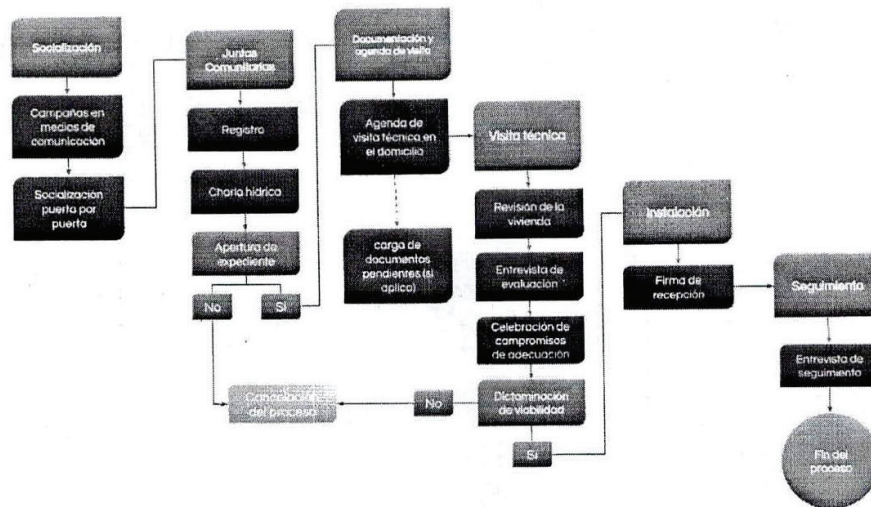 Socialización
Campañas en
medios de
comunicación
Socialización
puerta por
puerta
Juntas
Comunitarias
Registro
Charla hídrica
Apertura de
expediente
No
Sí
Documentación y
agenda de visita
Agenda de
visita técnica en
el domicilio
carga de
documentos
pendientes (si
aplica)
Visita técnica
Revisión de la
vivienda
Entrevista de
evaluación
Celebración de
compromisos
de adecuación
Dictaminación
de viabilidad
No
Sí
Cancelación
del proceso
Instalación
Firma de
recepción
Seguimiento
Entrevista de
seguimiento
Fin del
proceso